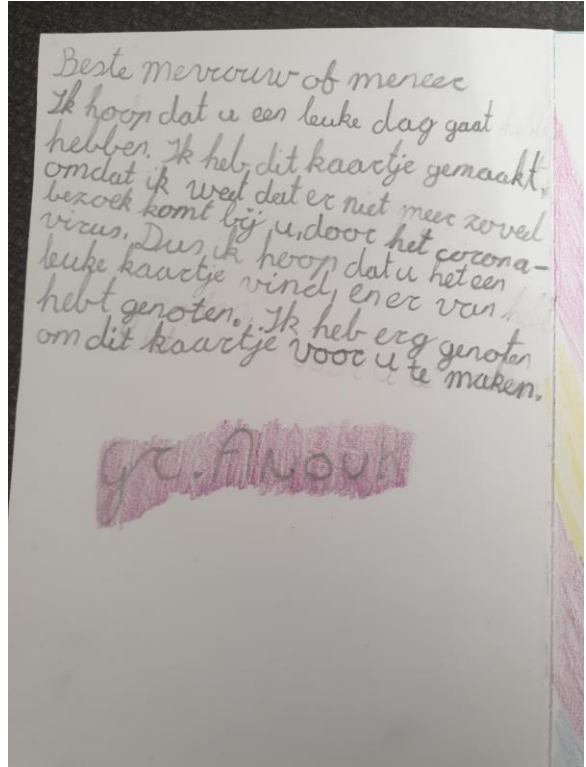 Beste mevrouw of meneer
Ik hoop dat u een leuke dag gaat
hebben. Ik heb dit kaartje gemaakt,
omdat ik weet dat er niet meer zoveel
bezoek komt bij u, door het corona-
virus. Dus ik hoop dat u het een
leuke kaartje vind, en er van
hebt genoten. Ik heb erg genoten
om dit kaartje voor u te maken.
gr. Anouk